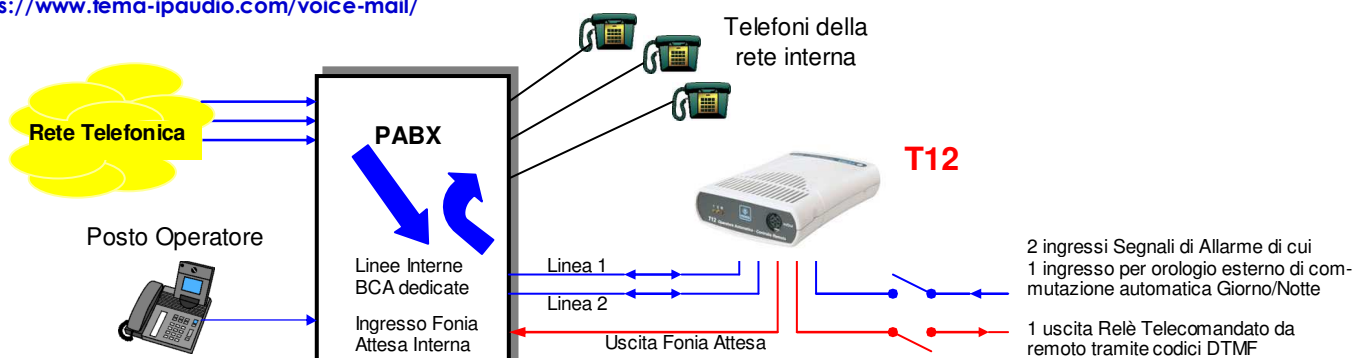 s://www.tema-ipaudio.com/voice-mail/
Telefoni della
rete interna
Rete Telefonica
PABX
T12
Posto Operatore
Linee Interne
BCA dedicate
Linea 1
Linea 2
Ingresso Fonia
Attesa Interna
Uscita Fonia Attesa
2 ingressi Segnali di Allarme di cui
1 ingresso per orologio esterno di com-
mutazione automatica Giorno/Notte
1 uscita Relè Telecomandato da
remoto tramite codici DTMF